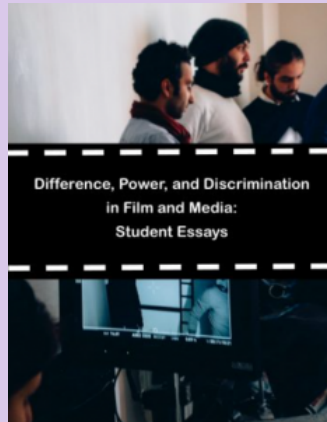 Difference, Power, and Discrimination
in Film and Media:
Student Essays